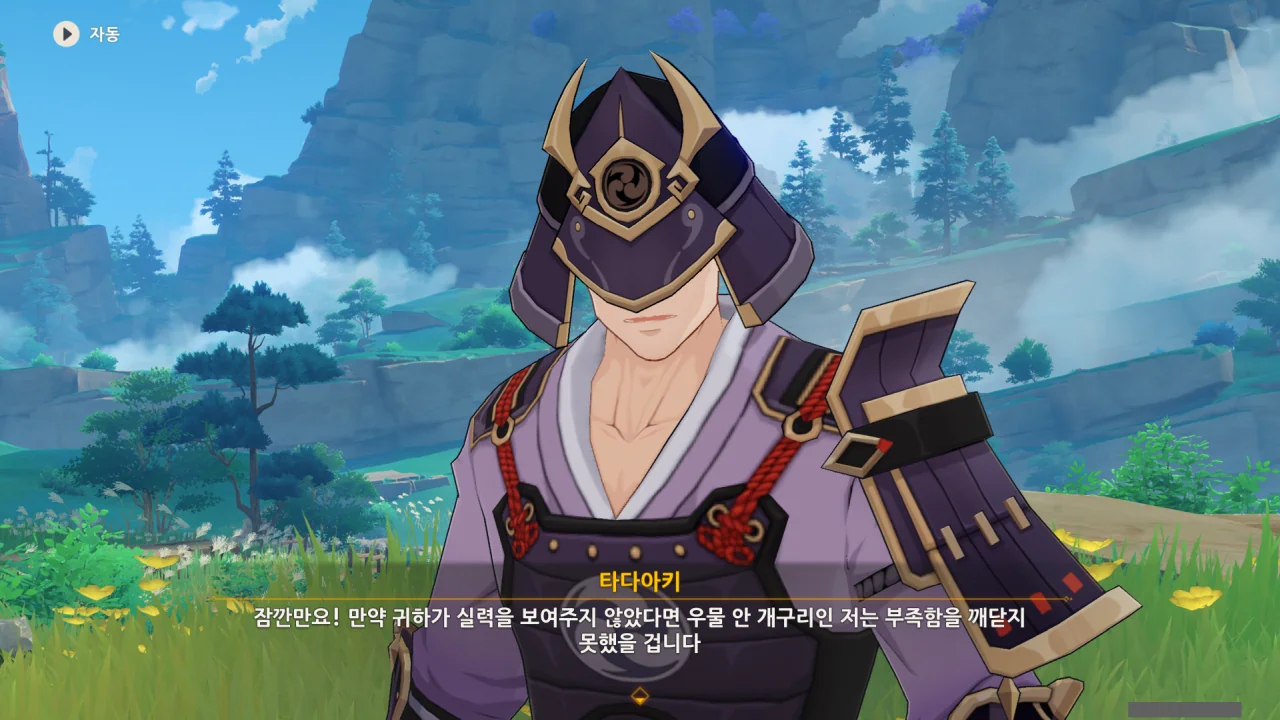 자동
타다아키
잠깐만요! 만약 귀하가 실력을 보여주지 않았다면 우물 안 개구리인 저는 부족함을 깨닫지
못했을 겁니다